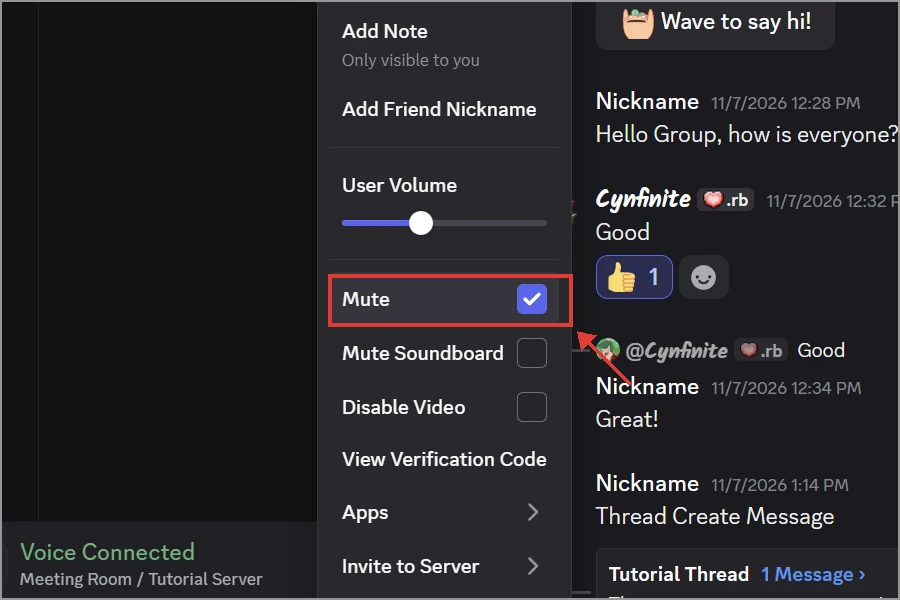 Add Note
Only visible to you
Add Friend Nickname
User Volume
Mute
Mute Soundboard
Disable Video
View Verification Code
Apps
Invite to Server
Voice Connected
Meeting Room / Tutorial Server
Wave to say hi!
Nickname 11/7/2026 12:28 PM
Hello Group, how is everyone?
Cynfinite .rb 11/7/2026 12:32 P
Good
1
@Cynfinite .rb Good
Nickname 11/7/2026 12:34 PM
Great!
Nickname 11/7/2026 1:14 PM
Thread Create Message
Tutorial Thread 1 Message ›